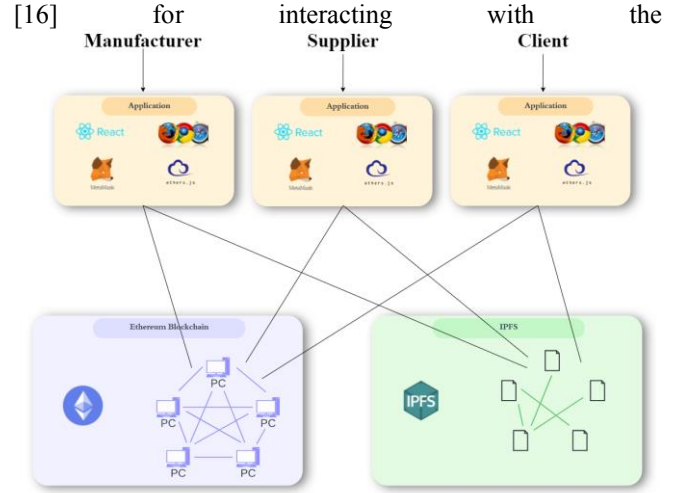 [16] for interacting with the
Manufacturer Supplier Client
Application Application Application
React React React
MetaMask ethers.js MetaMask ethers.js MetaMask ethers.js
Ethereum Blockchain IPFS
PC
IPFS
PC PC
PC PC